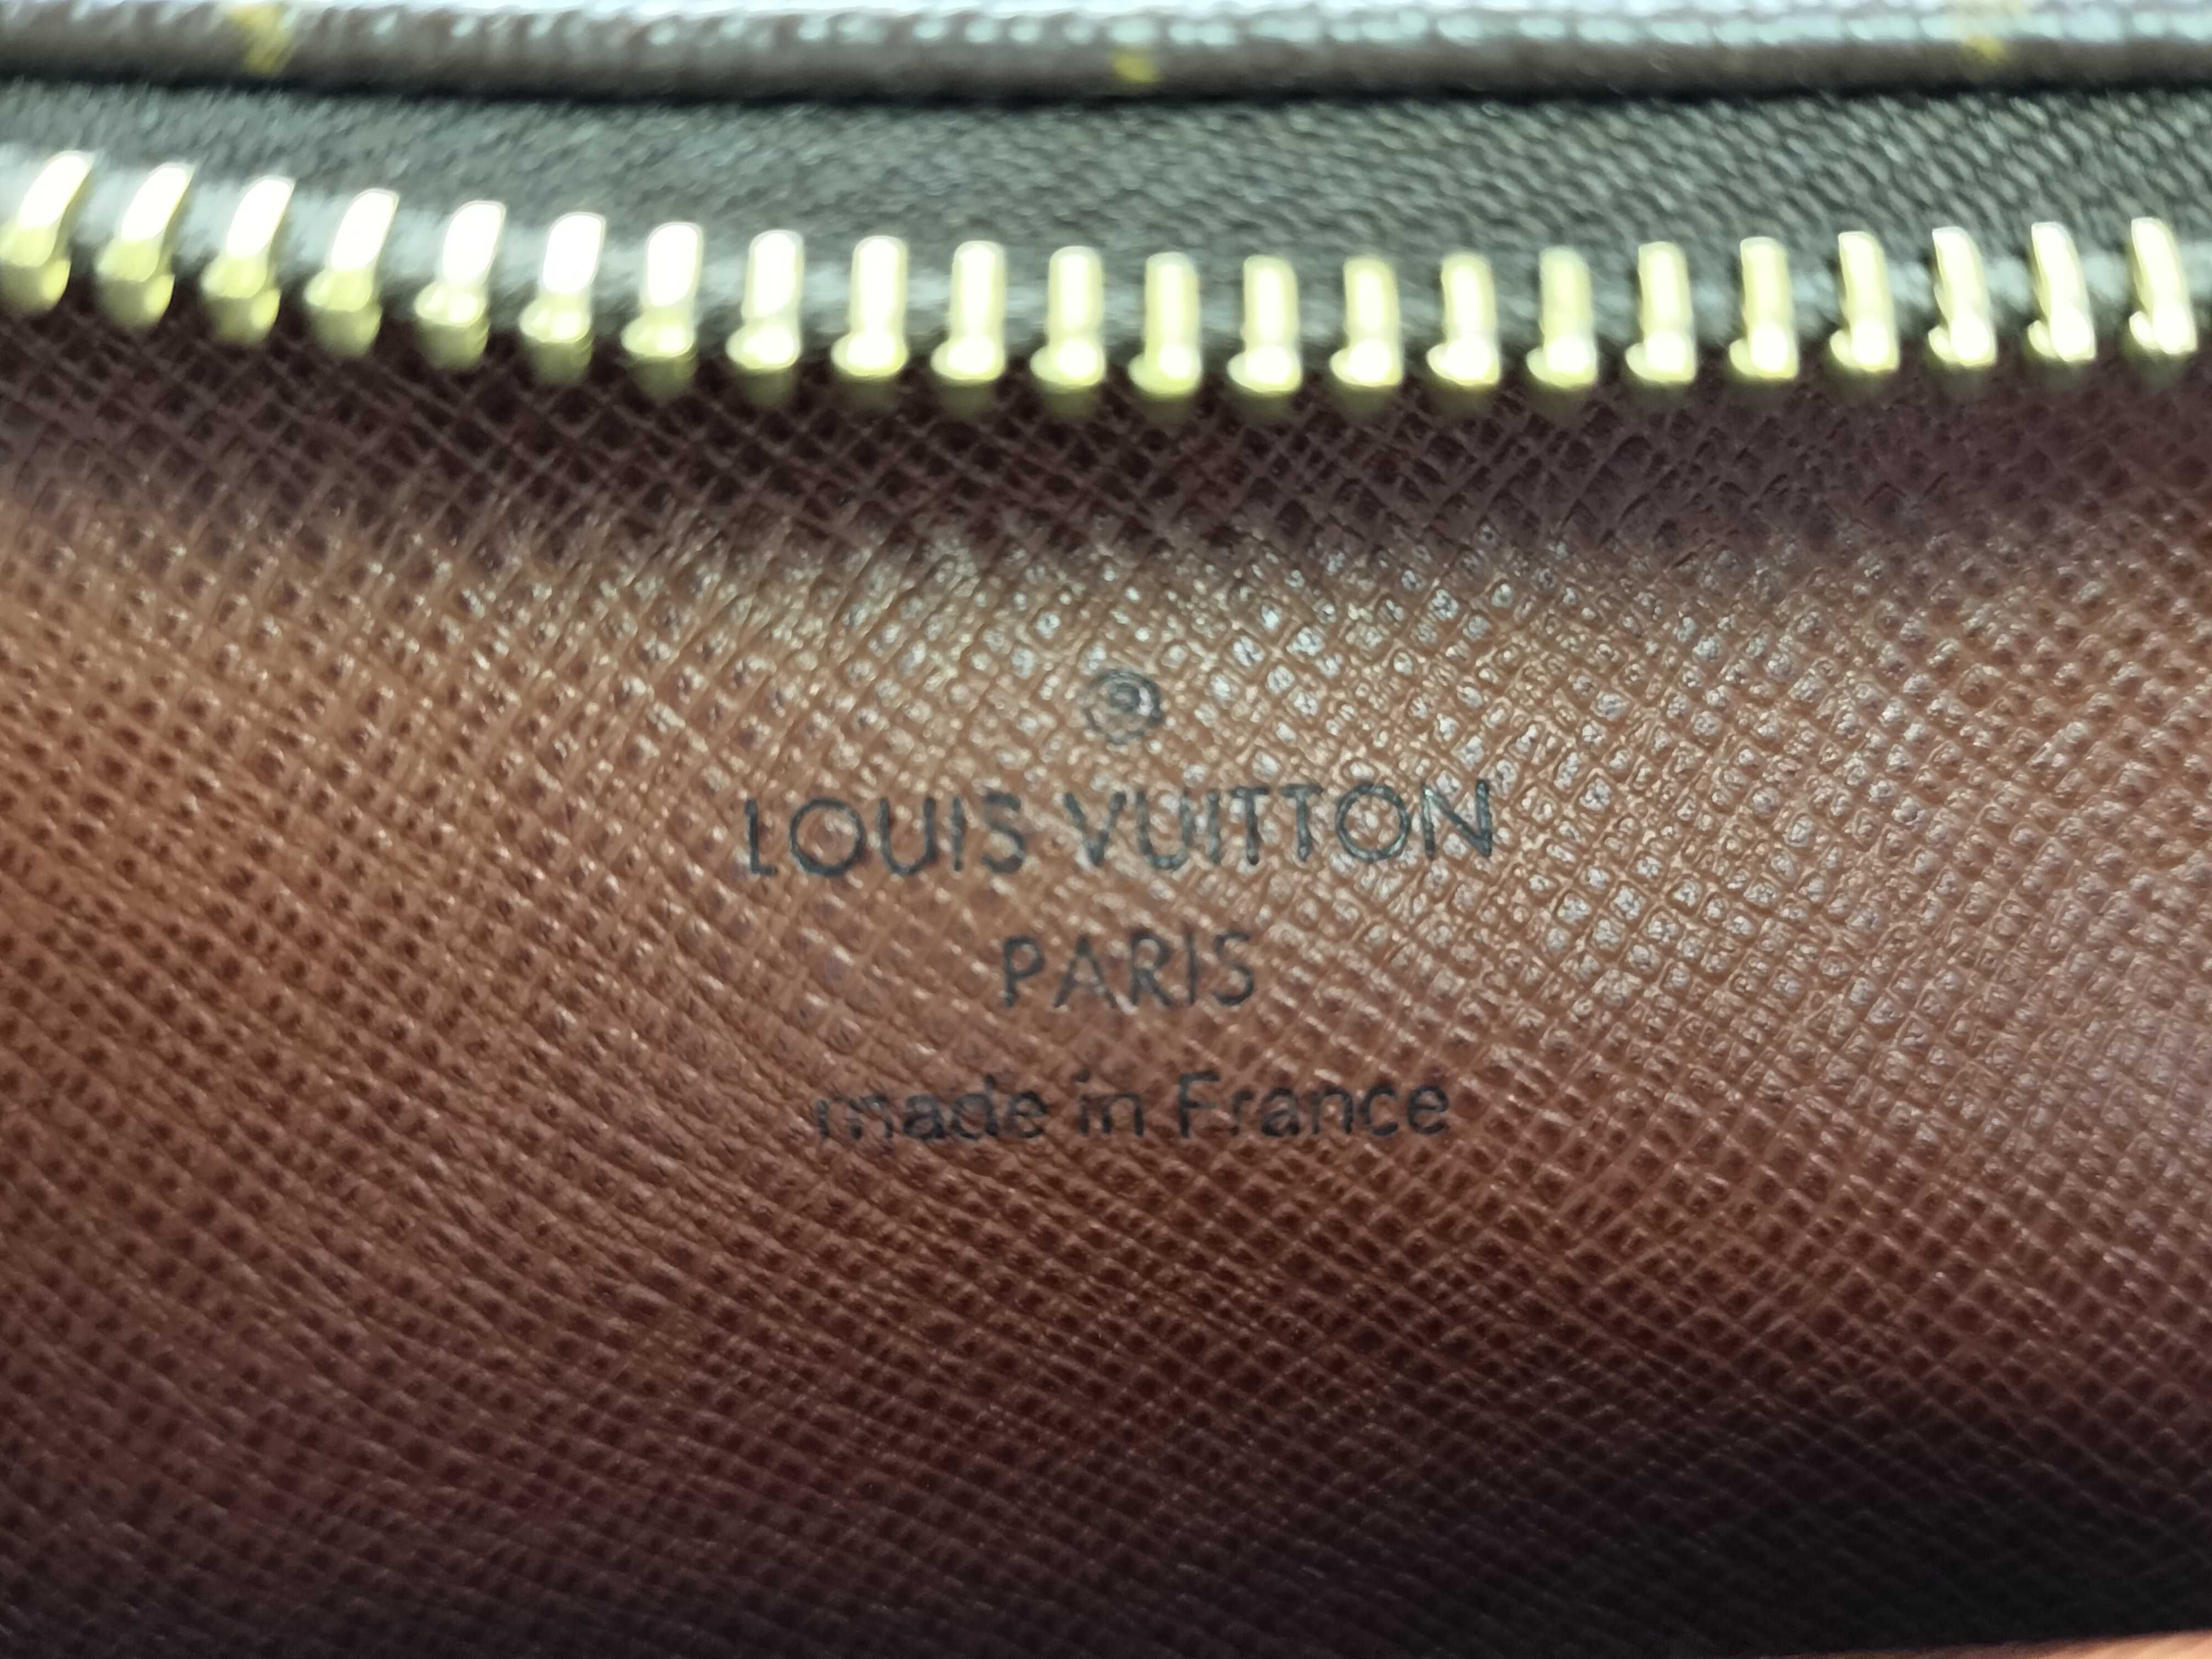 ®
LOUIS VUITTON
PARIS
made in France